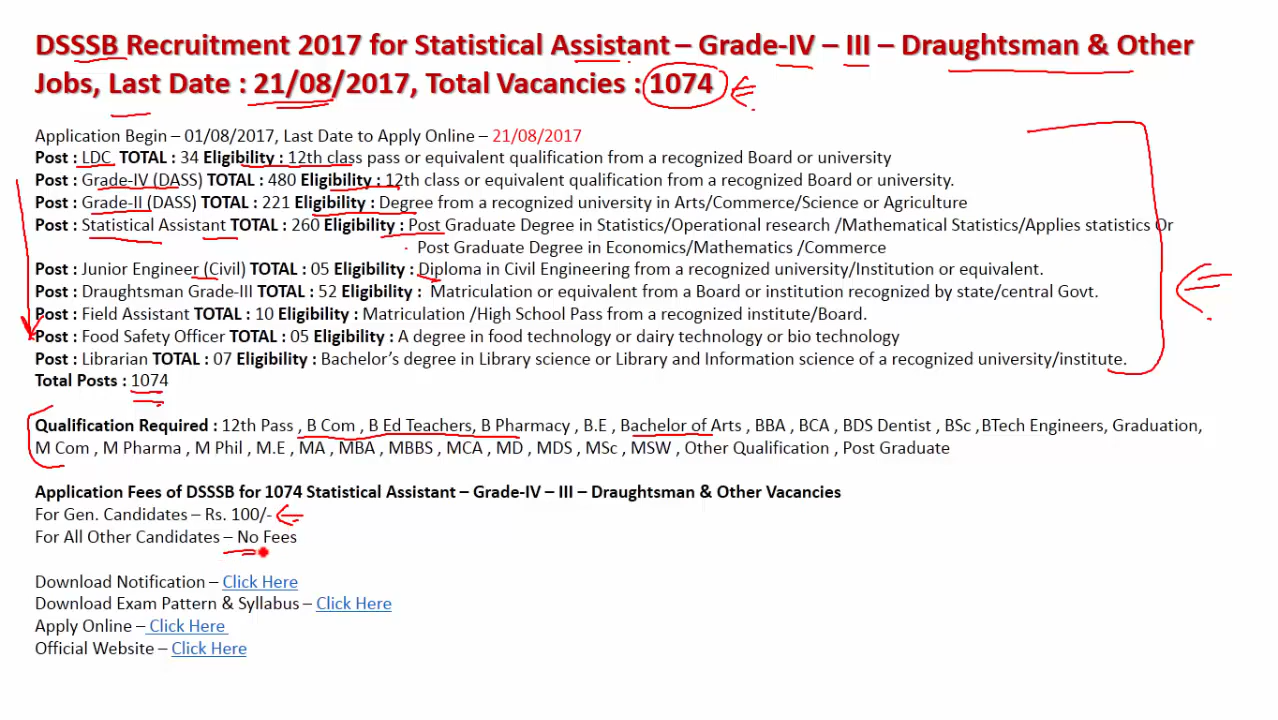 DSSSB Recruitment 2017 for Statistical Assistant – Grade-IV – III – Draughtsman & Other
Jobs, Last Date : 21/08/2017, Total Vacancies : 1074
Application Begin – 01/08/2017, Last Date to Apply Online – 21/08/2017
Post : LDC TOTAL : 34 Eligibility : 12th class pass or equivalent qualification from a recognized Board or university
Post : Grade-IV (DASS) TOTAL : 480 Eligibility : 12th class or equivalent qualification from a recognized Board or university.
Post : Grade-II (DASS) TOTAL : 221 Eligibility : Degree from a recognized university in Arts/Commerce/Science or Agriculture
Post : Statistical Assistant TOTAL : 260 Eligibility : Post Graduate Degree in Statistics/Operational research /Mathematical Statistics/Applies statistics Or
Post Graduate Degree in Economics/Mathematics /Commerce
Post : Junior Engineer (Civil) TOTAL : 05 Eligibility : Diploma in Civil Engineering from a recognized university/Institution or equivalent.
Post : Draughtsman Grade-III TOTAL : 52 Eligibility : Matriculation or equivalent from a Board or institution recognized by state/central Govt.
Post : Field Assistant TOTAL : 10 Eligibility : Matriculation /High School Pass from a recognized institute/Board.
Post : Food Safety Officer TOTAL : 05 Eligibility : A degree in food technology or dairy technology or bio technology
Post : Librarian TOTAL : 07 Eligibility : Bachelor's degree in Library science or Library and Information science of a recognized university/institute.
Total Posts : 1074
Qualification Required : 12th Pass , B Com , B Ed Teachers, B Pharmacy , B.E , Bachelor of Arts , BBA , BCA , BDS Dentist , BSc ,BTech Engineers, Graduation,
M Com , M Pharma , M Phil , M.E , MA , MBA , MBBS , MCA , MD , MDS , MSc , MSW , Other Qualification , Post Graduate
Application Fees of DSSSB for 1074 Statistical Assistant – Grade-IV – III – Draughtsman & Other Vacancies
For Gen. Candidates – Rs. 100/-
For All Other Candidates – No Fees
Download Notification – Click Here
Download Exam Pattern & Syllabus – Click Here
Apply Online – Click Here
Official Website – Click Here